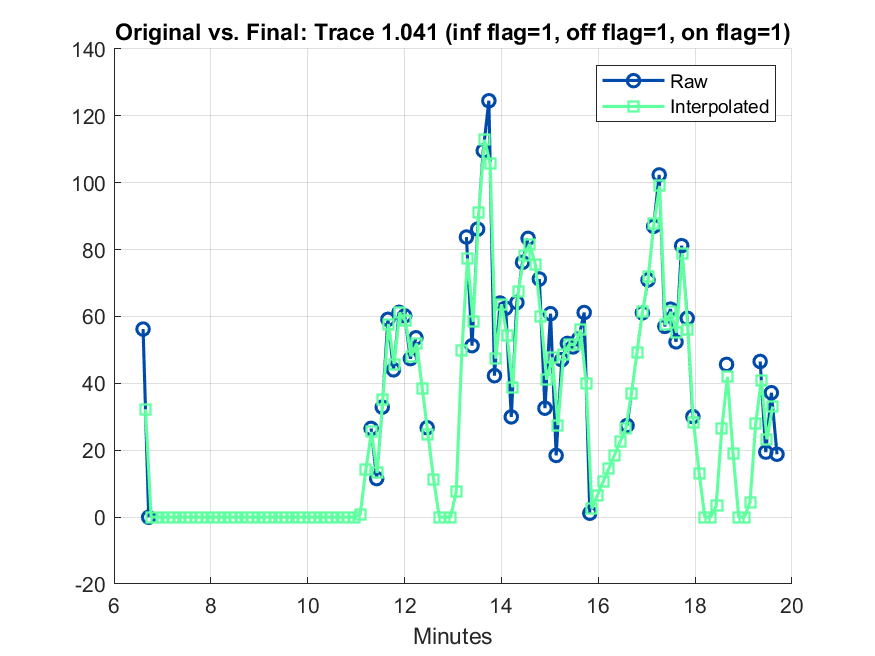 Original vs. Final: Trace 1.041 (inf flag=1, off flag=1, on flag=1)
140
120
100
80
60
40
20
0
-20
Raw
Interpolated
6 8 10 12 14 16 18 20
Minutes